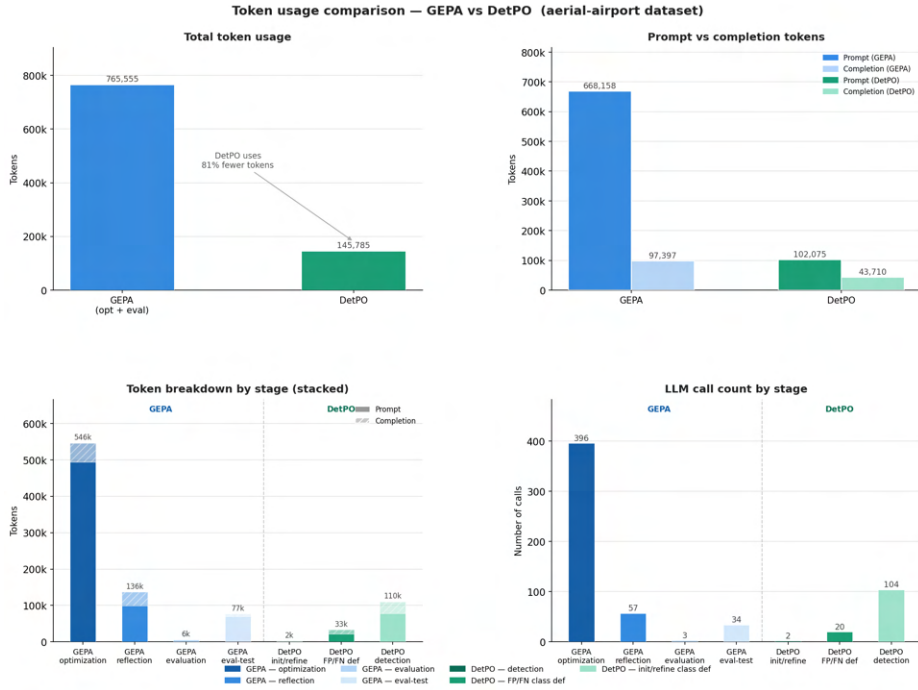 Token usage comparison — GEPA vs DetPO (aerial-airport dataset)
Total token usage
Tokens
800k
600k
400k
200k
0
765,555
DetPO uses
81% fewer tokens
145,785
GEPA
(opt + eval)
DetPO
Prompt vs completion tokens
Tokens
800k
700k
600k
500k
400k
300k
200k
100k
0
Prompt (GEPA)
Completion (GEPA)
Prompt (DetPO)
Completion (DetPO)
668,158
97,397
102,075
43,710
GEPA
DetPO
Token breakdown by stage (stacked)
GEPA
DetPO
Prompt
Completion
Tokens
600k
500k
400k
300k
200k
100k
0
546k
136k
6k
77k
2k
33k
110k
GEPA
optimization
GEPA
reflection
GEPA
evaluation
GEPA
eval-test
DetPO
init/refine
DetPO
FP/FN def
DetPO
detection
LLM call count by stage
GEPA
DetPO
Number of calls
400
300
200
100
0
396
57
3
34
2
20
104
GEPA
optimization
GEPA
reflection
GEPA
evaluation
GEPA
eval-test
DetPO
init/refine
DetPO
FP/FN def
DetPO
detection
GEPA — optimization
GEPA — evaluation
DetPO — detection
DetPO — init/refine class def
GEPA — reflection
GEPA — eval-test
DetPO — FP/FN class def